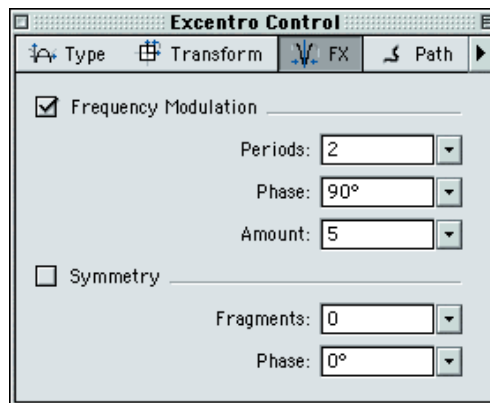 Excentro Control
Type Transform FX Path
Frequency Modulation
Periods: 2
Phase: 90°
Amount: 5
Symmetry
Fragments: 0
Phase: 0°